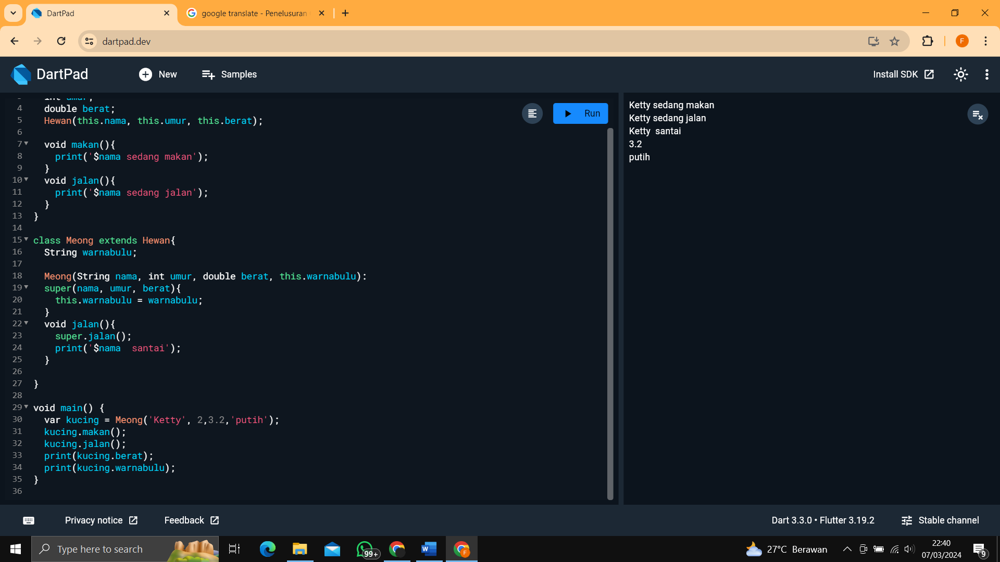 DartPad
google translate - Penelusuran
dartpad.dev
F
DartPad
New
Samples
Install SDK
int umur;
4 double berat;
5 Hewan(this.nama, this.umur, this.berat);
6
7 void makan(){
8 print('$nama sedang makan');
9 }
10 void jalan(){
11 print('$nama sedang jalan');
12 }
13 }
14
15 class Meong extends Hewan{
16 String warnabulu;
17
18 Meong(String nama, int umur, double berat, this.warnabulu):
19 super(nama, umur, berat){
20 this.warnabulu = warnabulu;
21 }
22 void jalan(){
23 super.jalan();
24 print('$nama  santai');
25 }
26
27 }
28
29 void main() {
30 var kucing = Meong('Ketty', 2,3.2,'putih');
31 kucing.makan();
32 kucing.jalan();
33 print(kucing.berat);
34 print(kucing.warnabulu);
35 }
36
Run
Ketty sedang makan
Ketty sedang jalan
Ketty  santai
3.2
putih
Privacy notice
Feedback
Dart 3.3.0 • Flutter 3.19.2
Stable channel
Type here to search
99+
W
F
27°C Berawan
22:40
07/03/2024
9